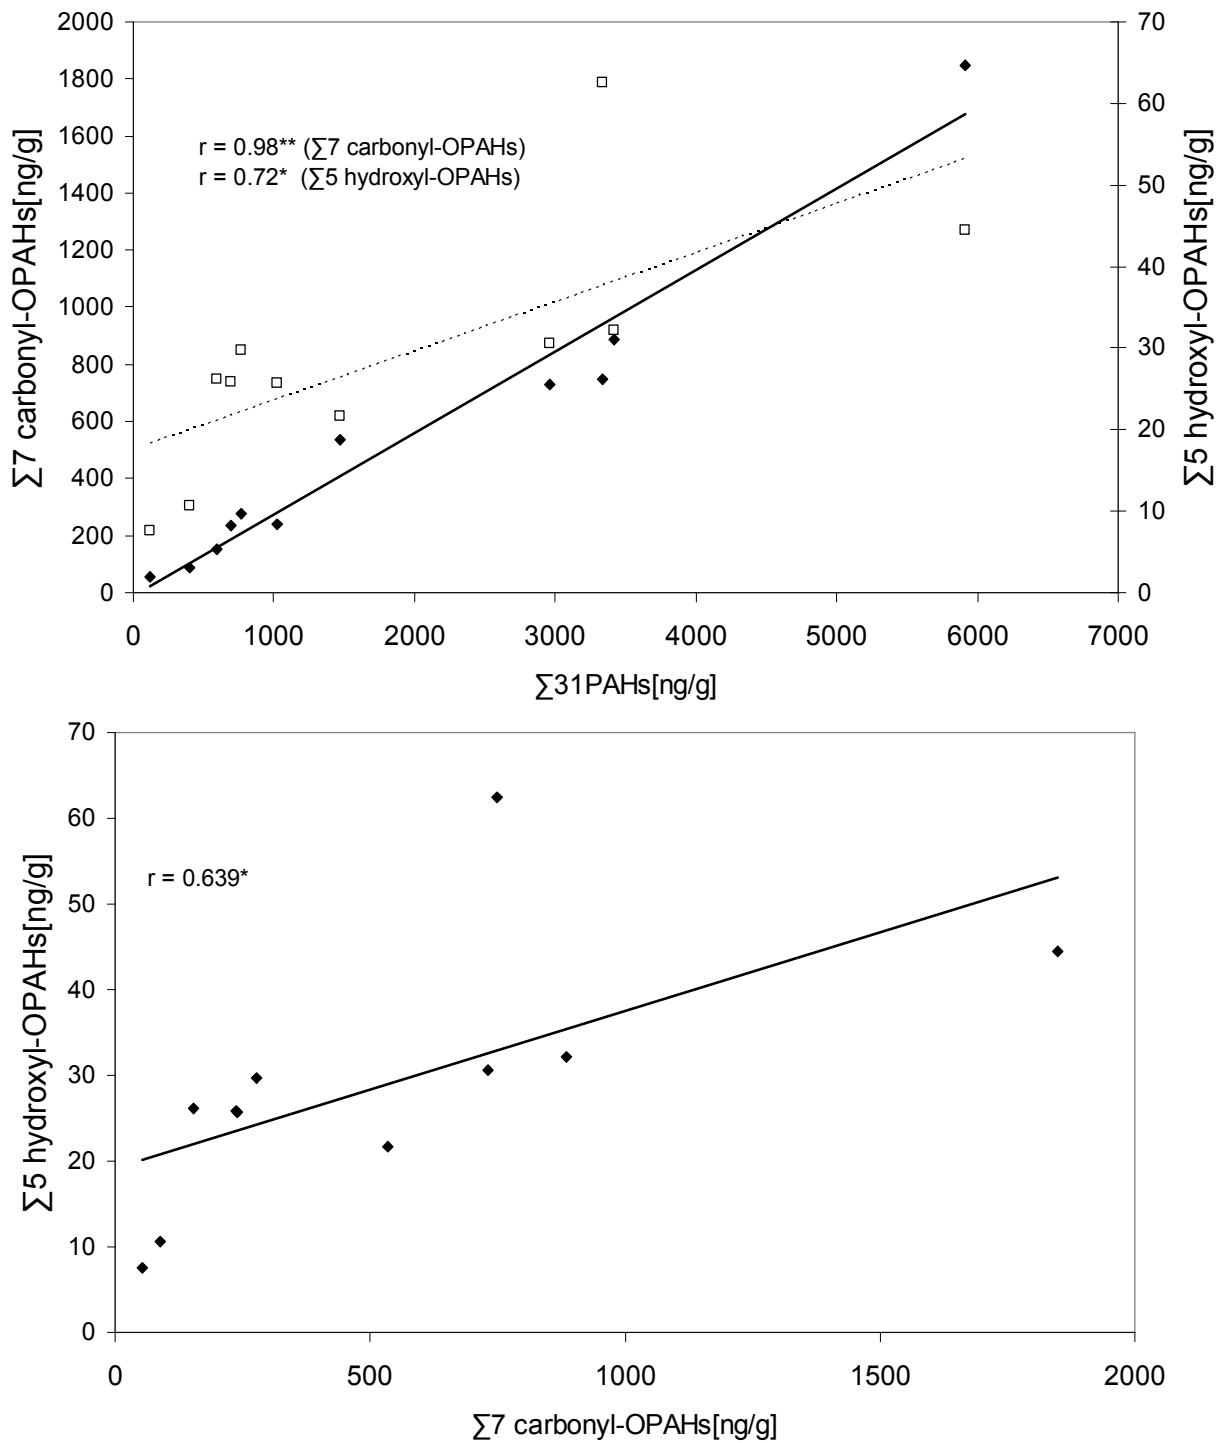 2000
1800
1600
1400
1200
1000
800
600
400
200
0
∑7 carbonyl-OPAHs[ng/g]
r = 0.98** (∑7 carbonyl-OPAHs)
r = 0.72* (∑5 hydroxyl-OPAHs)
70
60
50
40
30
20
10
0
∑5 hydroxyl-OPAHs[ng/g]
0 1000 2000 3000 4000 5000 6000 7000
∑31PAHs[ng/g]
70
60
50
40
30
20
10
0
∑5 hydroxyl-OPAHs[ng/g]
r = 0.639*
0 500 1000 1500 2000
∑7 carbonyl-OPAHs[ng/g]